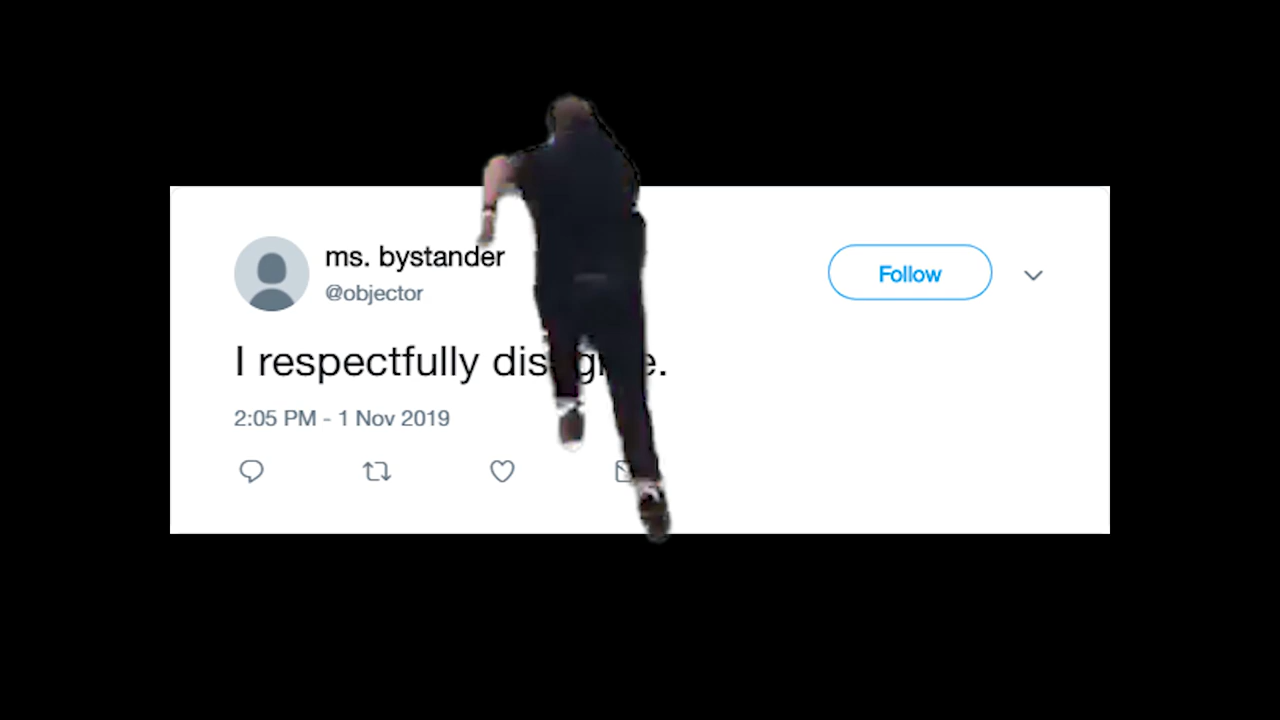 ms. bystander
@objector
Follow
I respectfully
2:05 PM - 1 Nov 2019